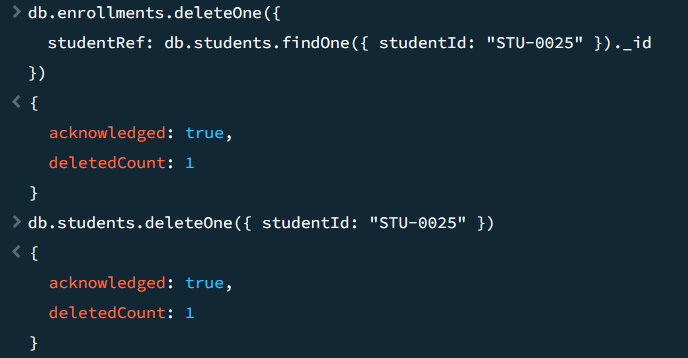 > db.enrollments.deleteOne({
    studentRef: db.students.findOne({ studentId: "STU-0025" })._id
  })
< {
    acknowledged: true,
    deletedCount: 1
  }
> db.students.deleteOne({ studentId: "STU-0025" })
< {
    acknowledged: true,
    deletedCount: 1
  }